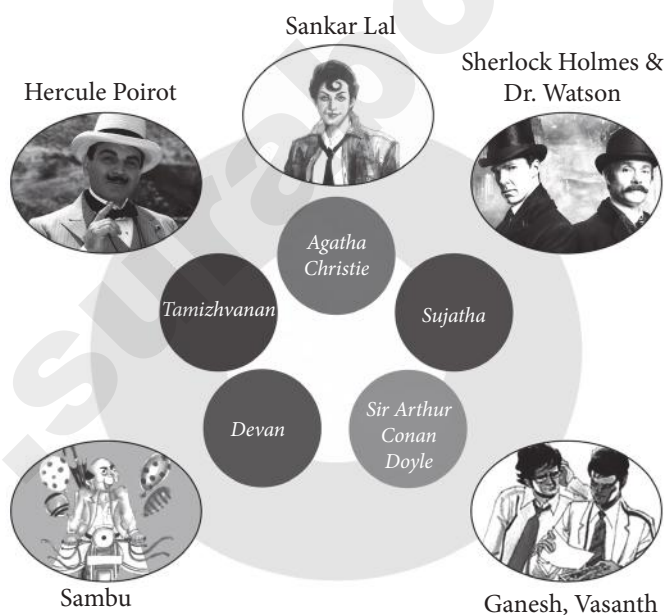 Sankar Lal
Hercule Poirot
Sherlock Holmes &
Dr. Watson
Agatha
Christie
Tamizhvanan
Sujatha
Devan
Sir Arthur
Conan
Doyle
Sambu
Ganesh, Vasanth